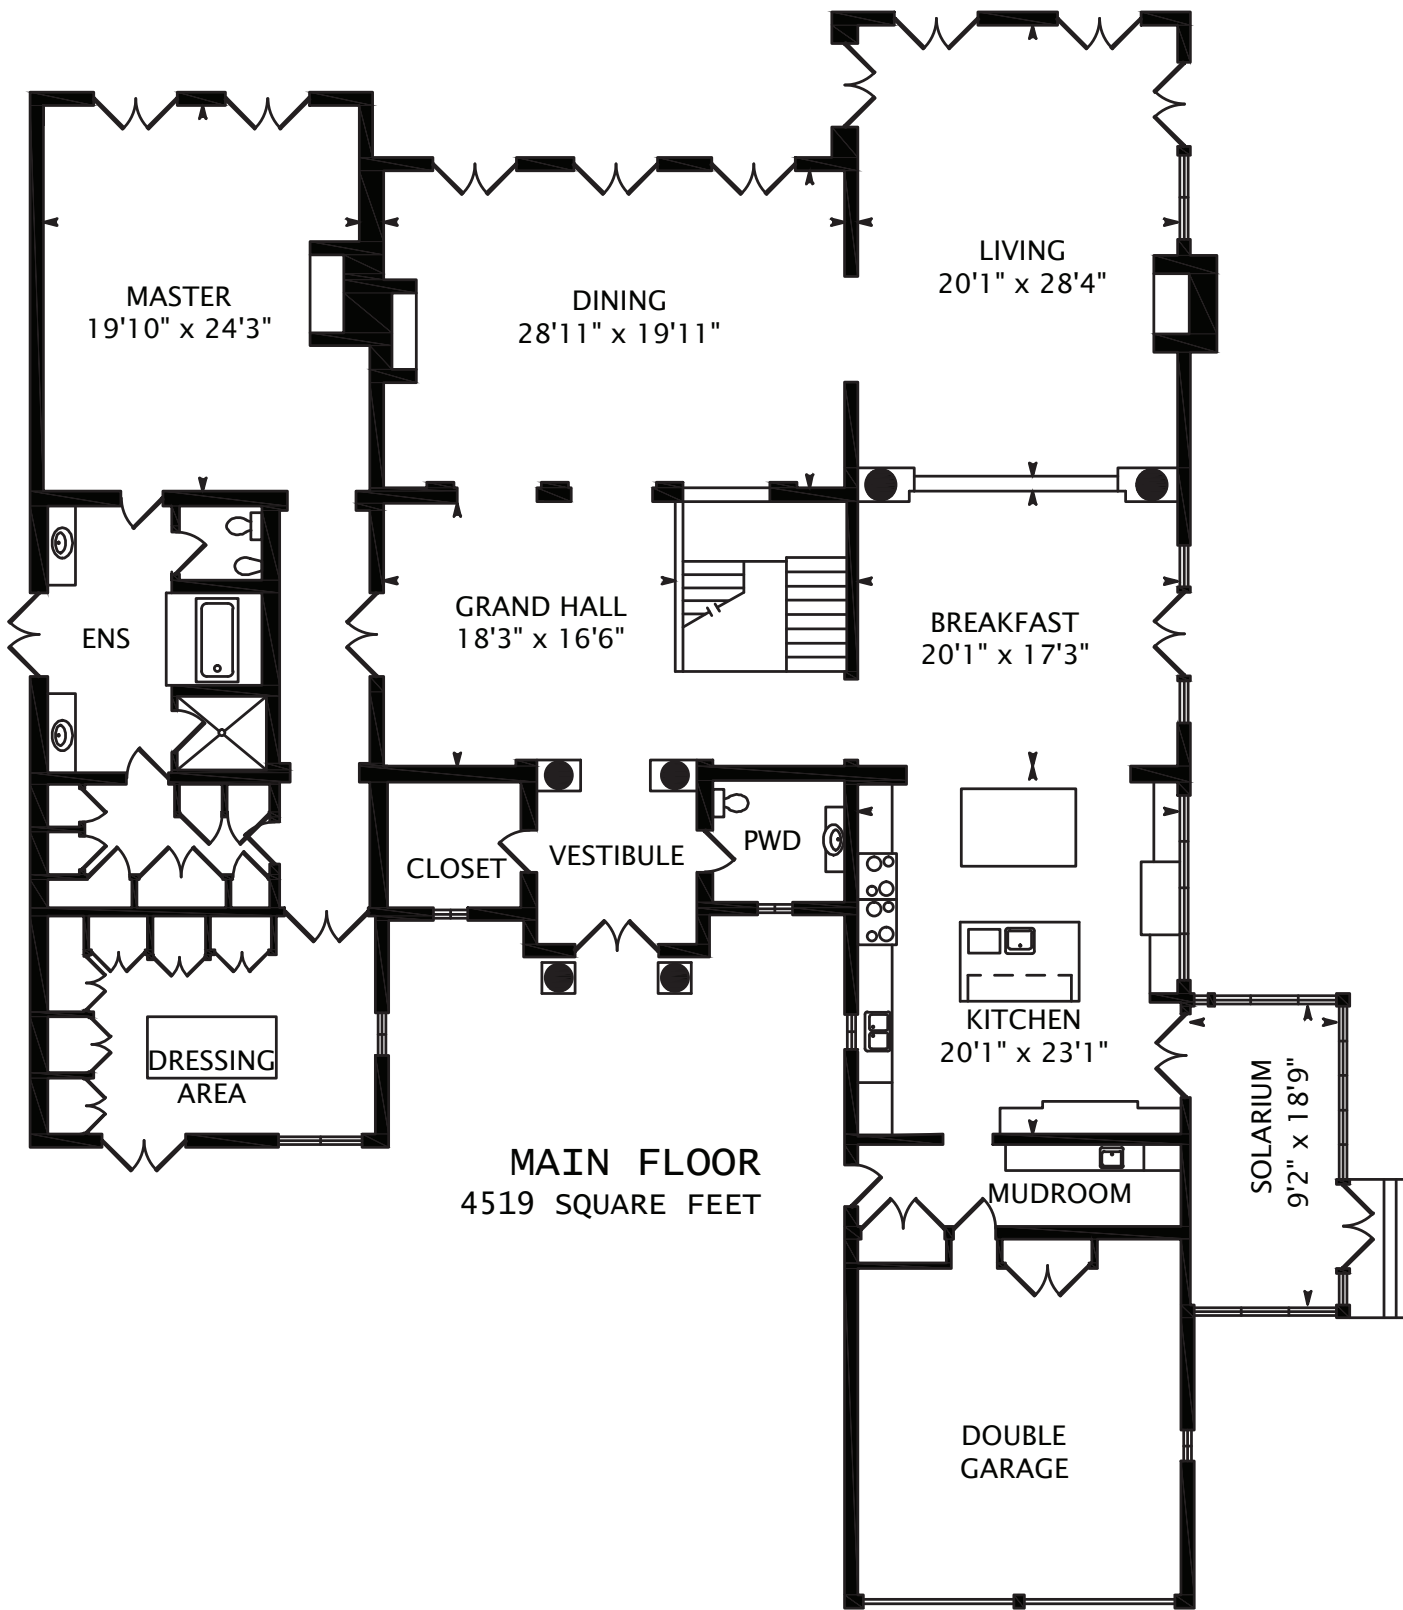 LIVING
20'1" x 28'4"
MASTER
19'10" x 24'3"
DINING
28'11" x 19'11"
GRAND HALL
18'3" x 16'6"
BREAKFAST
20'1" x 17'3"
ENS
CLOSET
VESTIBULE
PWD
KITCHEN
20'1" x 23'1"
DRESSING
AREA
SOLARIUM
9'2" x 18'9"
MAIN FLOOR
4519 SQUARE FEET
MUDROOM
DOUBLE
GARAGE